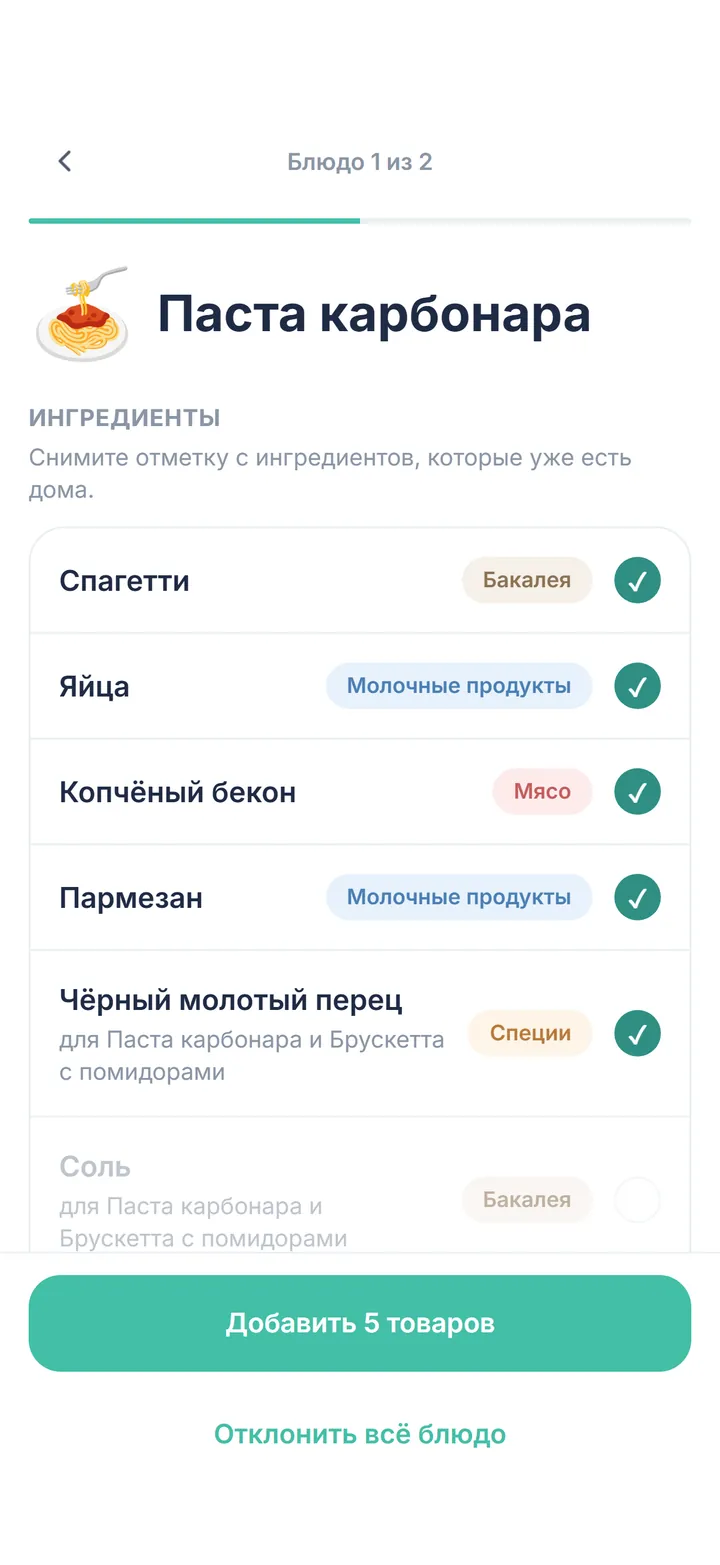 Блюдо 1 из 2
Паста карбонара
ИНГРЕДИЕНТЫ
Снимите отметку с ингредиентов, которые уже есть
дома.
Спагетти
Бакалея
Яйца
Молочные продукты
Копчёный бекон
Мясо
Пармезан
Молочные продукты
Чёрный молотый перец
для Паста карбонара и Брускетта
с помидорами
Специи
Соль
для Паста карбонара и
Брускетта с помидорами
Бакалея
Добавить 5 товаров
Отклонить всё блюдо